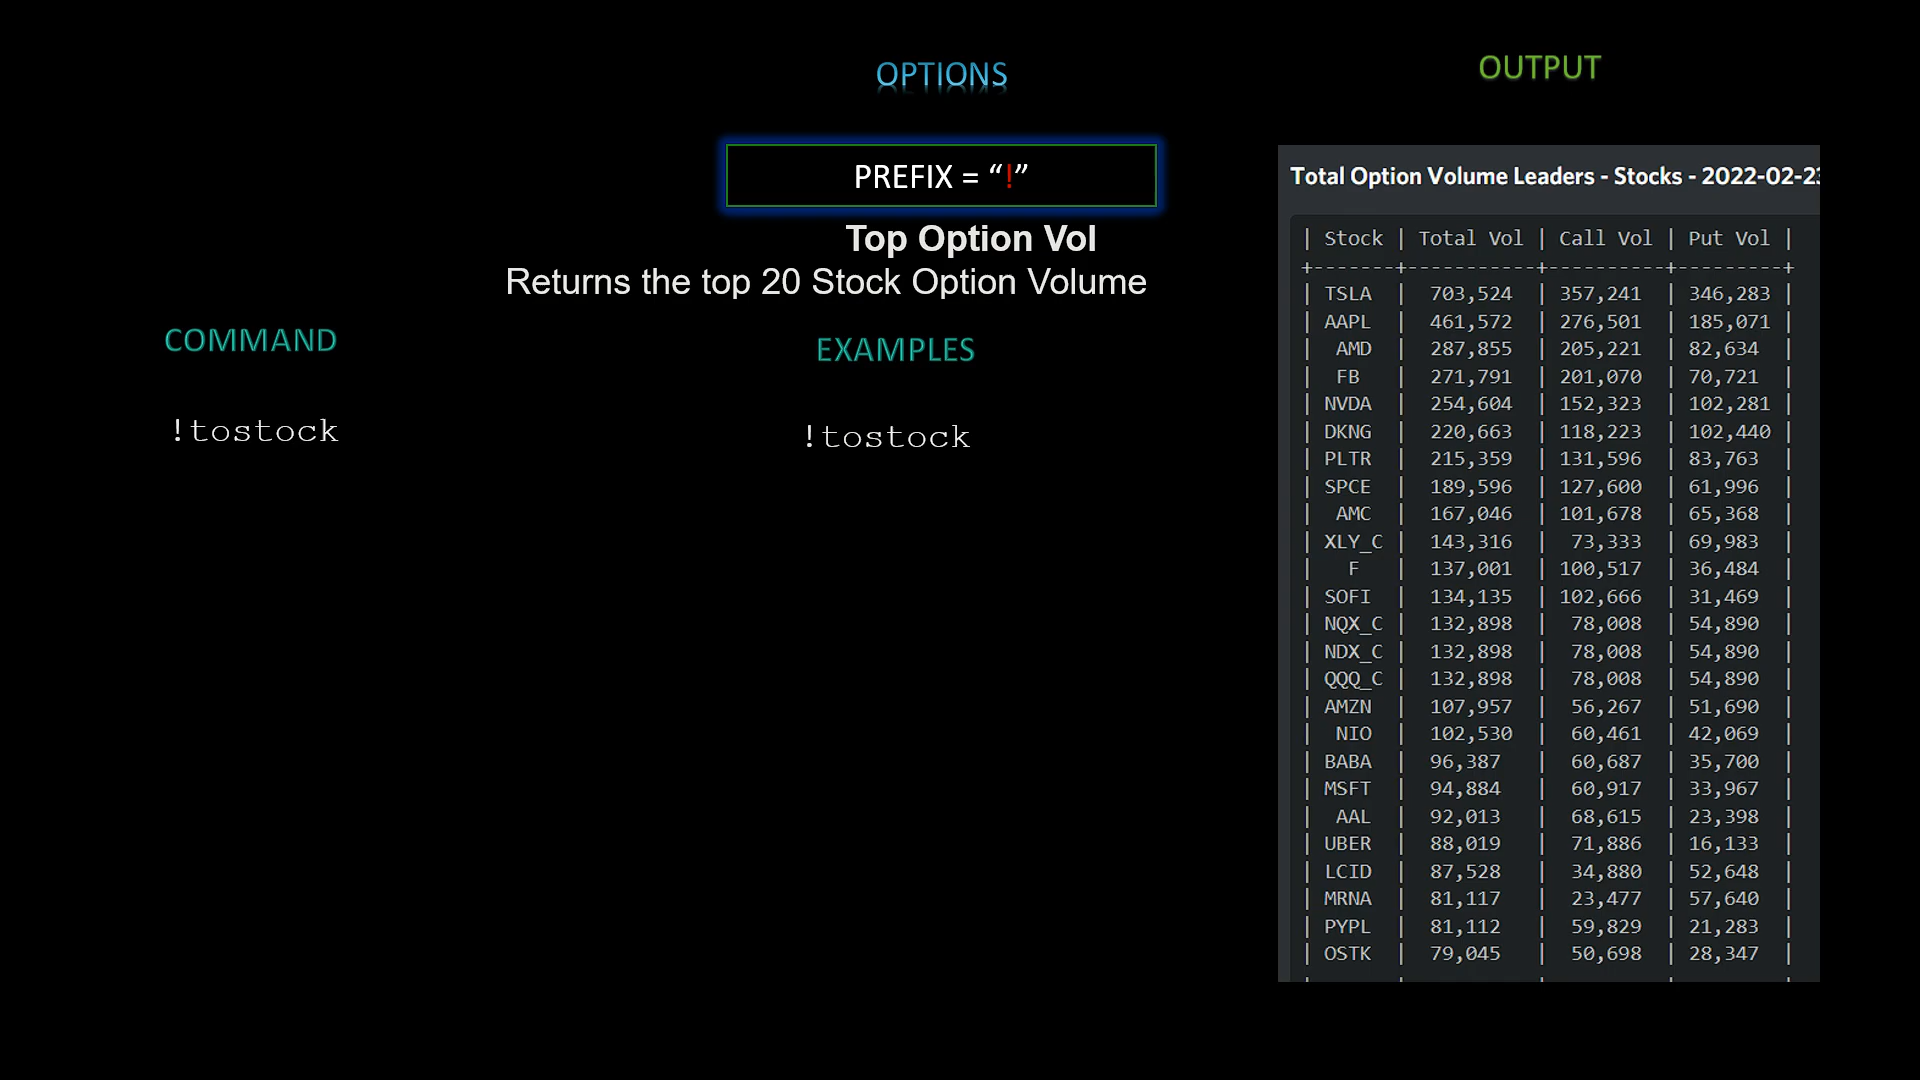 OPTIONS
OUTPUT
PREFIX = “!”
Top Option Vol
Returns the top 20 Stock Option Volume
COMMAND
EXAMPLES
!tostock
!tostock
Total Option Volume Leaders - Stocks - 2022-02-23
| Stock | Total Vol | Call Vol | Put Vol |
+-------+-----------+----------+---------+
| TSLA | 703,524 | 357,241 | 346,283 |
| AAPL | 461,572 | 276,501 | 185,071 |
| AMD | 287,855 | 205,221 | 82,634 |
| FB | 271,791 | 201,070 | 70,721 |
| NVDA | 254,604 | 152,323 | 102,281 |
| DKNG | 220,663 | 118,223 | 102,440 |
| PLTR | 215,359 | 131,596 | 83,763 |
| SPCE | 189,596 | 127,600 | 61,996 |
| AMC | 167,046 | 101,678 | 65,368 |
| XLY_C | 143,316 | 73,333 | 69,983 |
| F | 137,001 | 100,517 | 36,484 |
| SOFI | 134,135 | 102,666 | 31,469 |
| NQX_C | 132,898 | 78,008 | 54,890 |
| NDX_C | 132,898 | 78,008 | 54,890 |
| QQQ_C | 132,898 | 78,008 | 54,890 |
| AMZN | 107,957 | 56,267 | 51,690 |
| NIO | 102,530 | 60,461 | 42,069 |
| BABA | 96,387 | 60,687 | 35,700 |
| MSFT | 94,884 | 60,917 | 33,967 |
| AAL | 92,013 | 68,615 | 23,398 |
| UBER | 88,019 | 71,886 | 16,133 |
| LCID | 87,528 | 34,880 | 52,648 |
| MRNA | 81,117 | 23,477 | 57,640 |
| PYPL | 81,112 | 59,829 | 21,283 |
| OSTK | 79,045 | 50,698 | 28,347 |